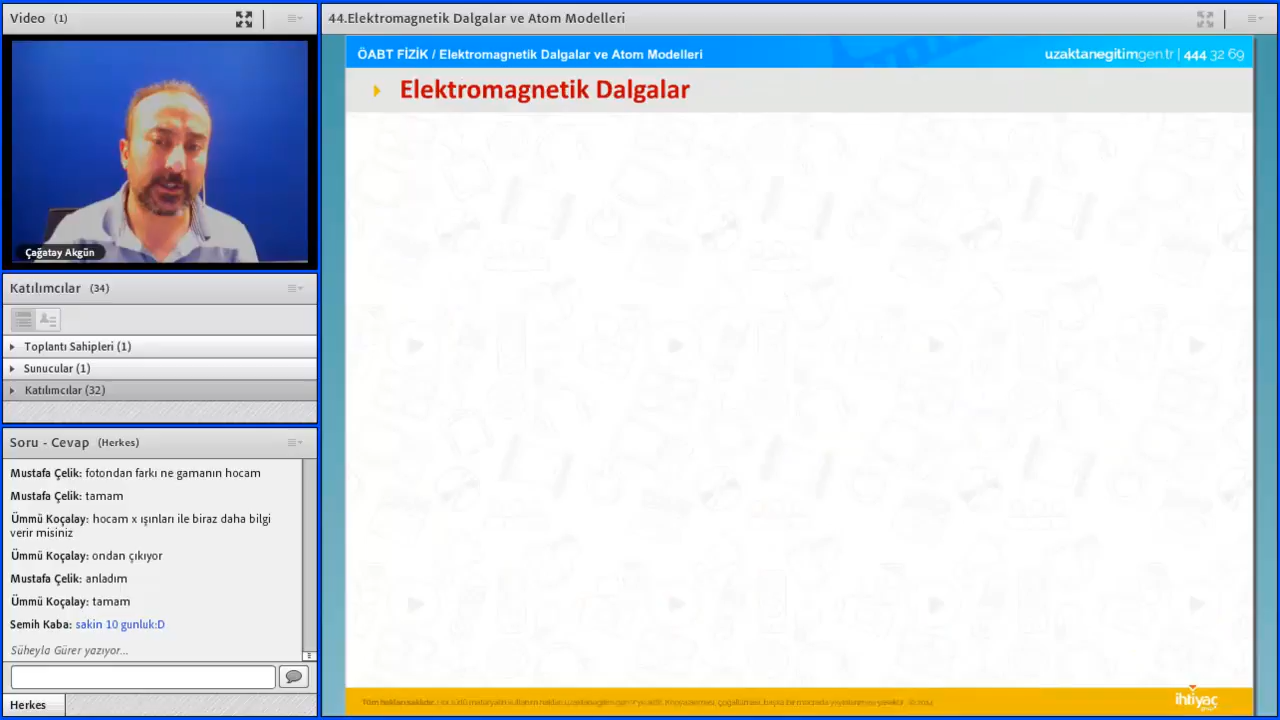 Video (1)
44.Elektromagnetik Dalgalar ve Atom Modelleri
ÖABT FİZİK / Elektromagnetik Dalgalar ve Atom Modelleri
uzaktanegitimgen.tr | 444 32 69
Elektromagnetik Dalgalar
Çağatay Akgün
Katılımcılar (34)
Toplantı Sahipleri (1)
Sunucular (1)
Katılımcılar (32)
Soru - Cevap (Herkes)
Mustafa Çelik: fotondan farkı ne gamanın hocam
Mustafa Çelik: tamam
Ümmü Koçalay: hocam x ışınları ile biraz daha bilgi
verir misiniz
Ümmü Koçalay: ondan çıkıyor
Mustafa Çelik: anladım
Ümmü Koçalay: tamam
Semih Kaba: sakin 10 gunluk:D
Süheyla Gürer yazıyor...
Herkes
Tüm hakları saklıdır.
ihtiyaç